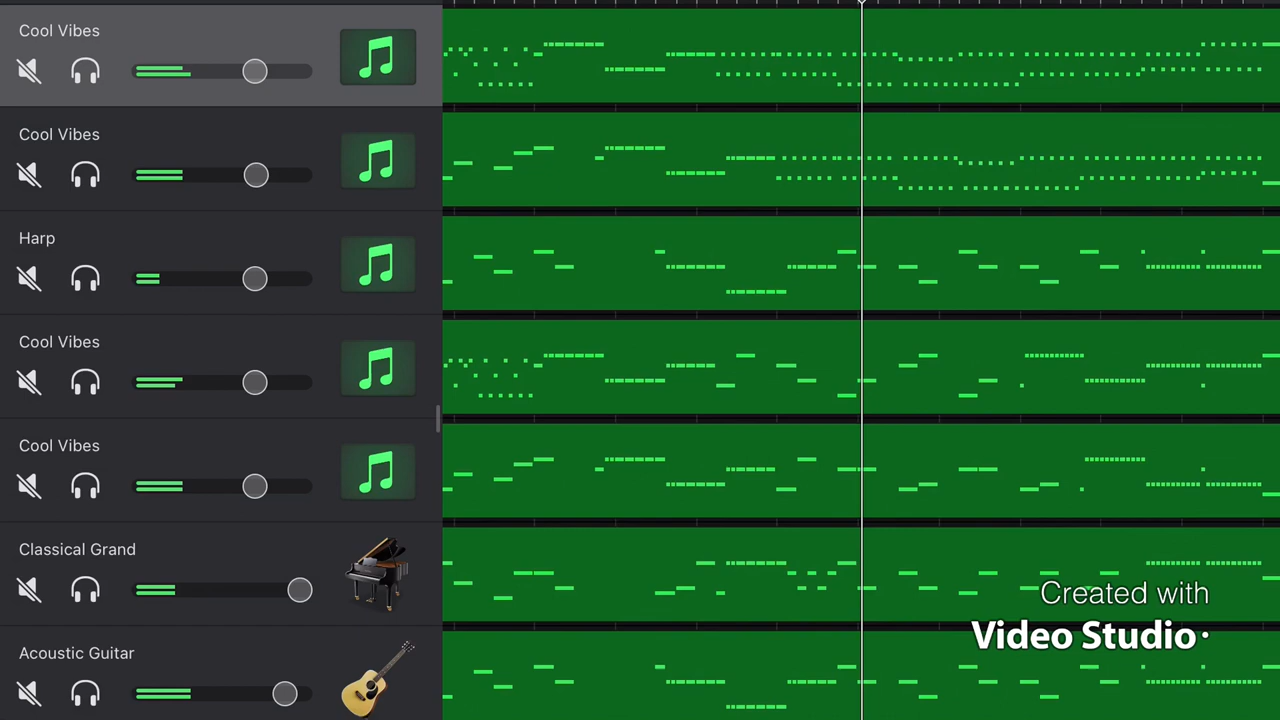 Cool Vibes
Cool Vibes
Harp
Cool Vibes
Cool Vibes
Classical Grand
Acoustic Guitar
Created with
Video Studio